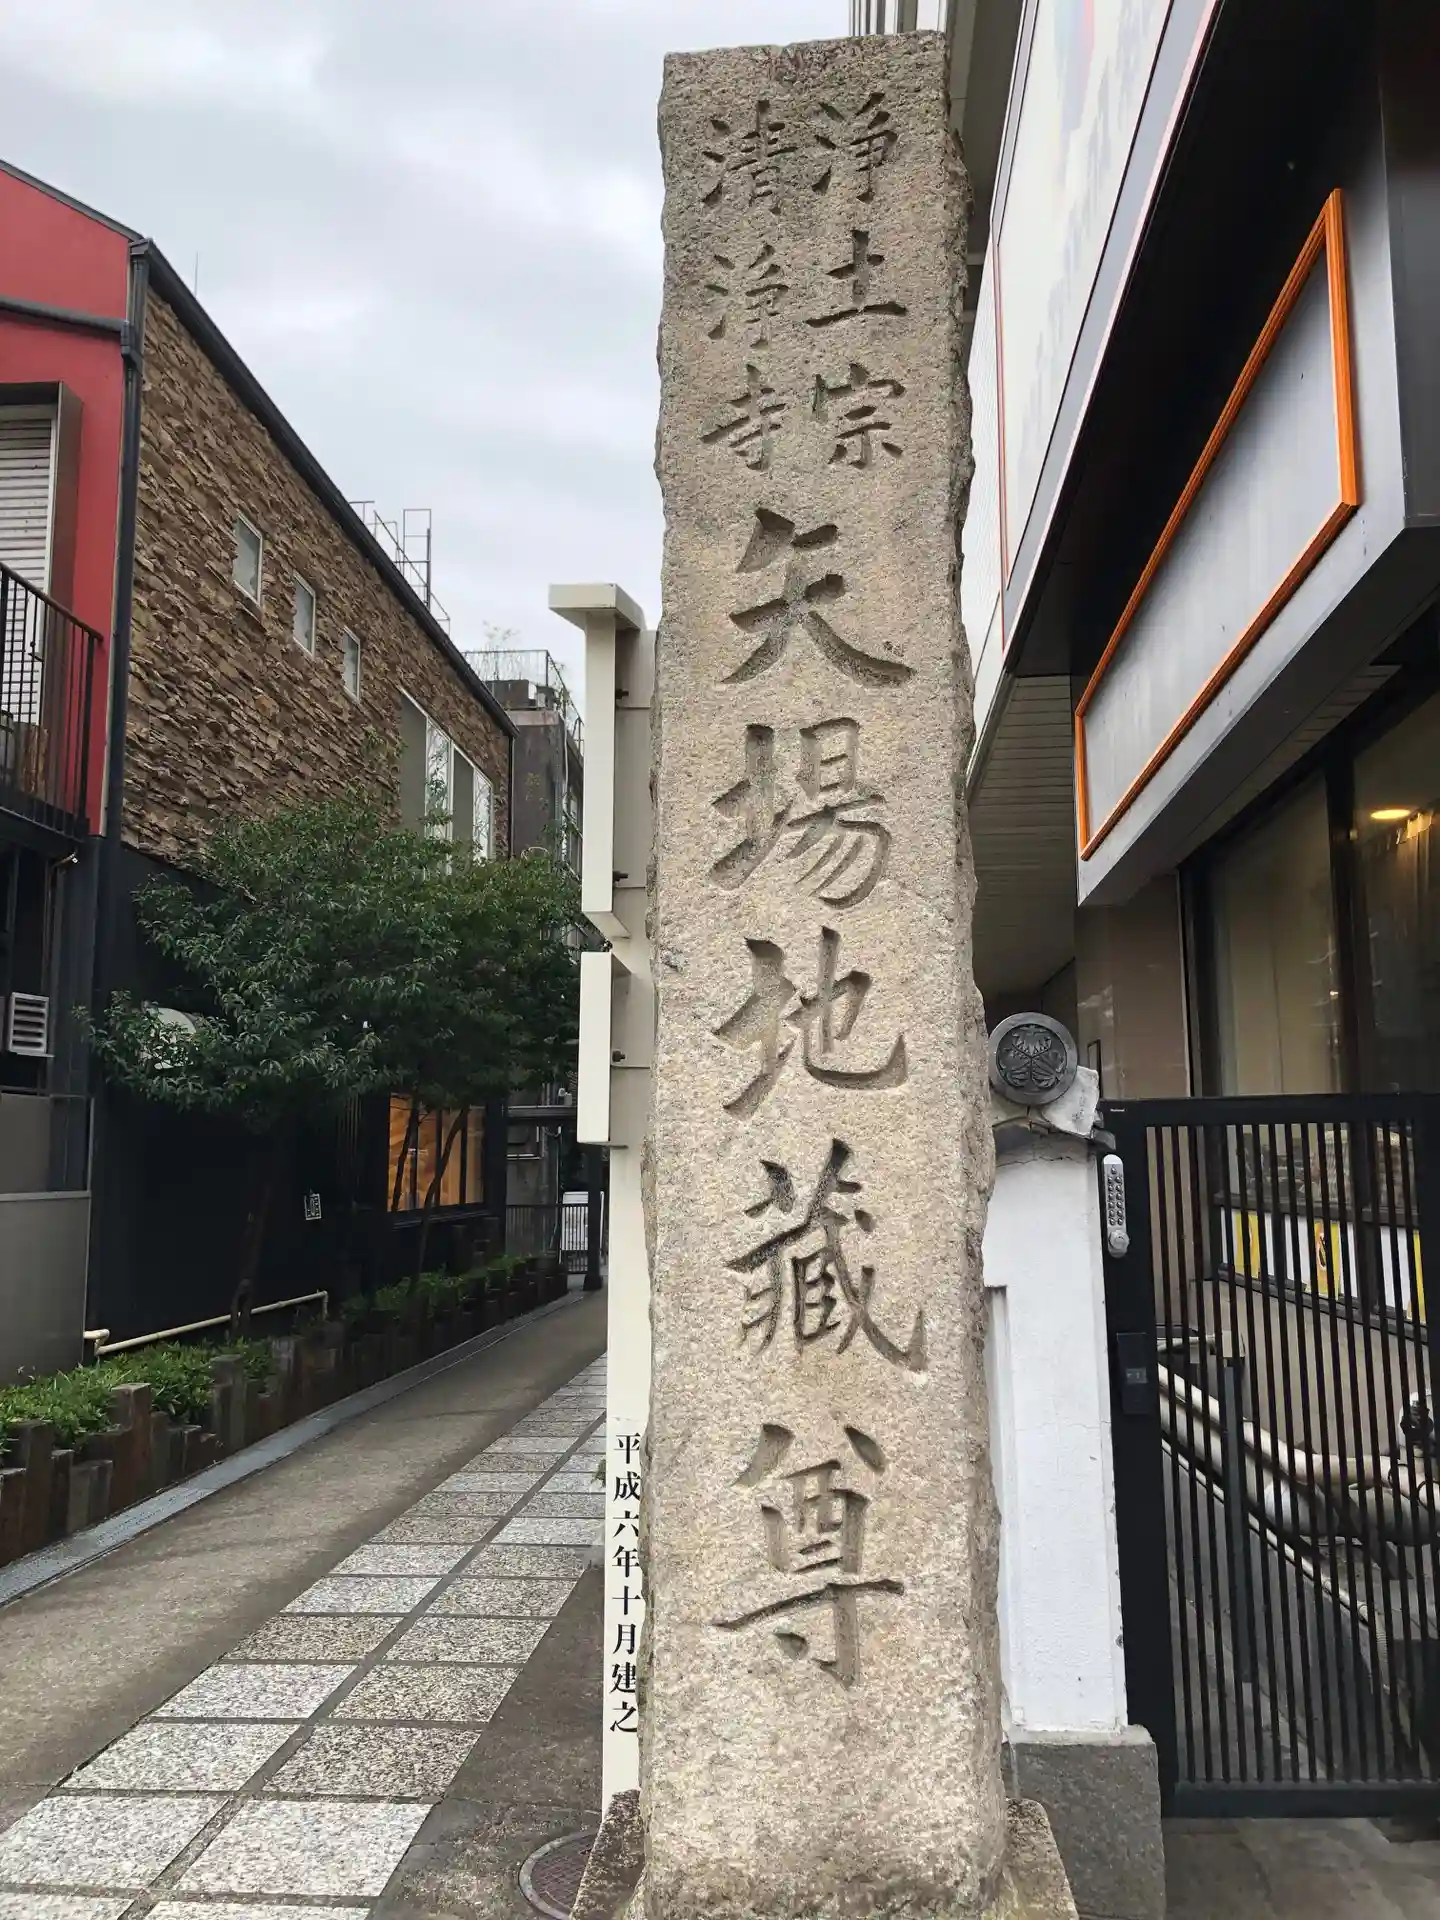 浄土宗
清浄寺
矢場地蔵尊
平成六年十月建之